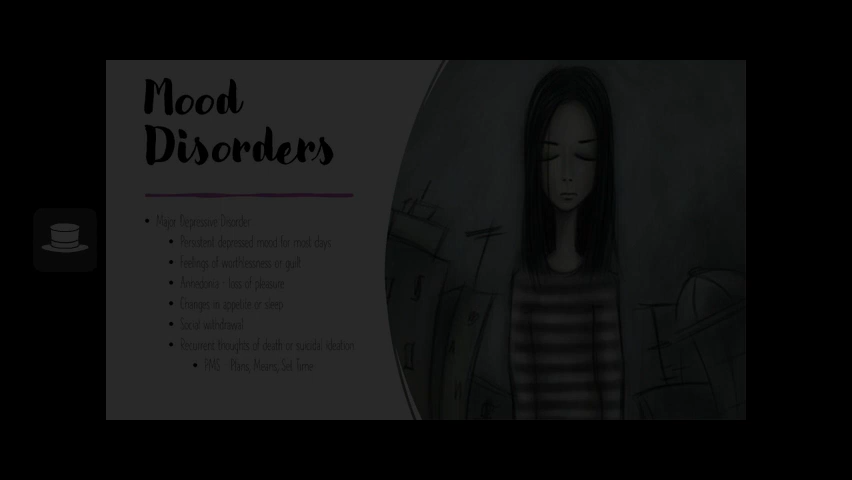 Mood
Disorders
• Major Depressive Disorder
• Persistent depressed mood for most days
• Feelings of worthlessness or guilt
• Annedonia - loss of pleasure
• Changes in appetite or sleep
• Social withdrawal
• Recurrent thoughts of death or suicidal ideation
• PMS Plans, Means, Set Time